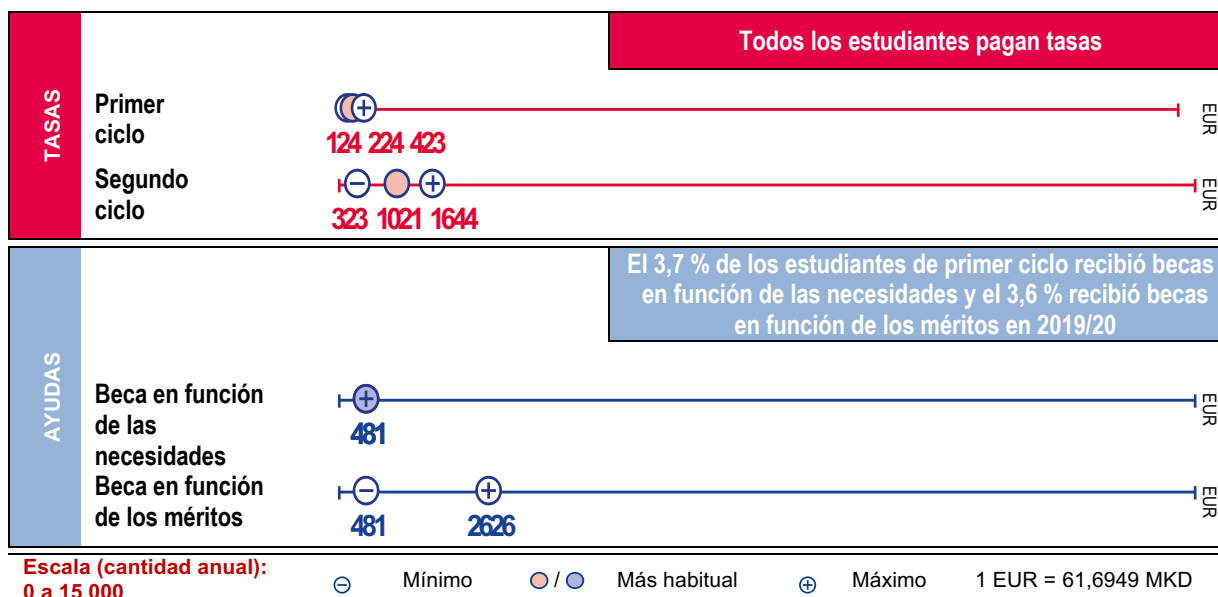 Todos los estudiantes pagan tasas
TASAS
Primer
ciclo
EUR
124 224 423
Segundo
ciclo
EUR
323 1021 1644
El 3,7 % de los estudiantes de primer ciclo recibió becas
en función de las necesidades y el 3,6 % recibió becas
en función de los méritos en 2019/20
AYUDAS
Beca en función
de las
necesidades
EUR
481
Beca en función
de los méritos
EUR
481 2626
Escala (cantidad anual):
0 a 15 000
Mínimo / Más habitual Máximo 1 EUR = 61,6949 MKD